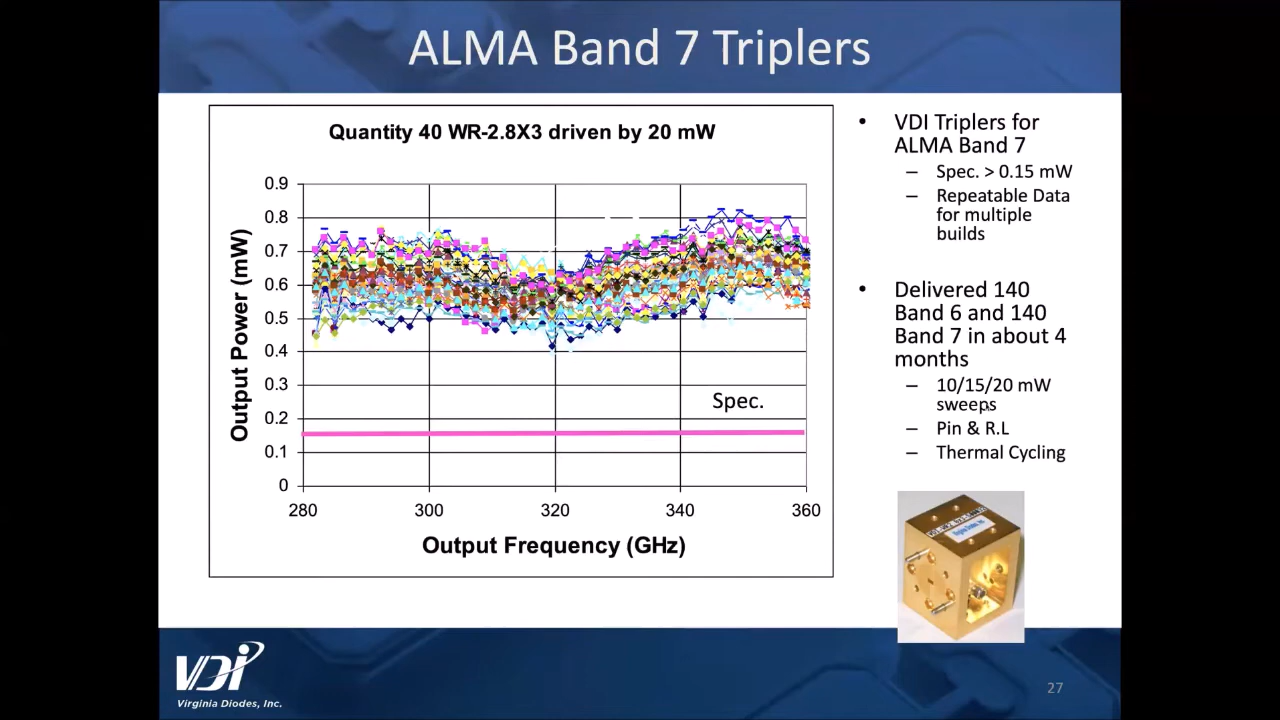 ALMA Band 7 Triplers
Quantity 40 WR-2.8X3 driven by 20 mW
Output Power (mW)
0.9
0.8
0.7
0.6
0.5
0.4
0.3
0.2
0.1
0
Spec.
280 300 320 340 360
Output Frequency (GHz)
• VDI Triplers for
ALMA Band 7
– Spec. > 0.15 mW
– Repeatable Data
for multiple
builds
• Delivered 140
Band 6 and 140
Band 7 in about 4
months
– 10/15/20 mW
sweeps
– Pin & R.L
– Thermal Cycling
VDI
Virginia Diodes, Inc.
27